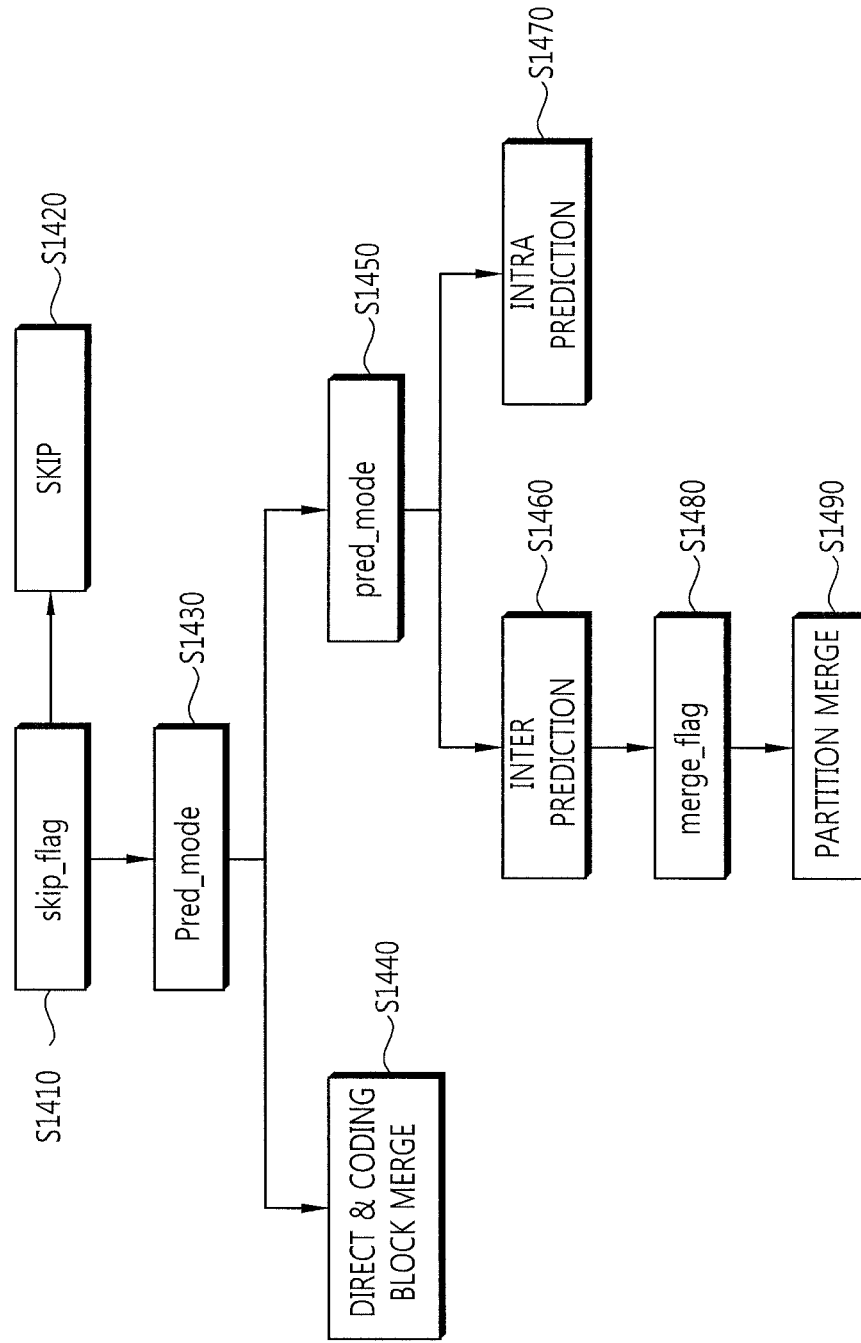 S1410
skip_flag
SKIP
S1420
Pred_mode
S1430
DIRECT & CODING
BLOCK MERGE
S1440
pred_mode
S1450
INTER
PREDICTION
S1460
INTRA
PREDICTION
S1470
merge_flag
S1480
PARTITION MERGE
S1490